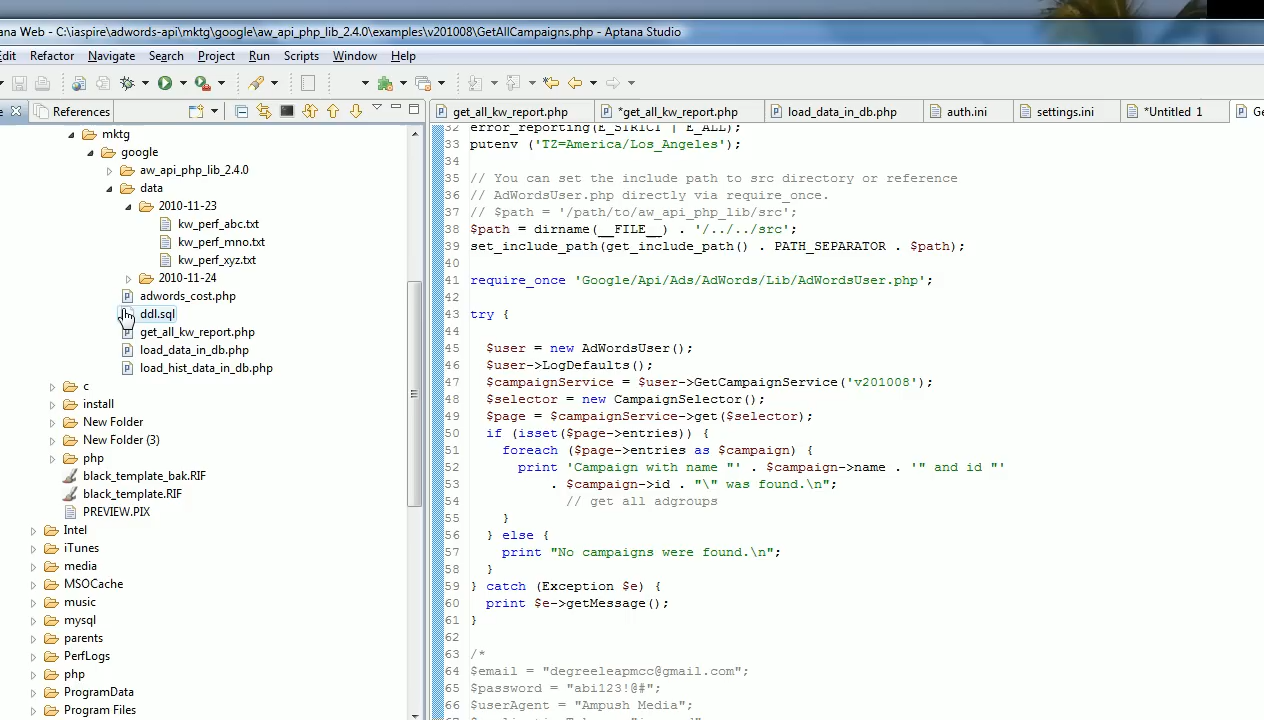 tana Web - C:\iaspire\adwords-api\mktg\google\aw_api_php_lib_2.4.0\examples\v201008\GetAllCampaigns.php - Aptana Studio
Edit Refactor Navigate Search Project Run Scripts Window Help
References
get_all_kw_report.php
*get_all_kw_report.php
load_data_in_db.php
auth.ini
settings.ini
*Untitled 1
Ge
mktg
google
aw_api_php_lib_2.4.0
data
2010-11-23
kw_perf_abc.txt
kw_perf_mno.txt
kw_perf_xyz.txt
2010-11-24
adwords_cost.php
ddl.sql
get_all_kw_report.php
load_data_in_db.php
load_hist_data_in_db.php
c
install
New Folder
New Folder (3)
php
black_template_bak.RIF
black_template.RIF
PREVIEW.PIX
Intel
iTunes
media
MSOCache
music
mysql
parents
PerfLogs
php
ProgramData
Program Files
32 error_reporting(E_STRICT | E_ALL);
33 putenv ('TZ=America/Los_Angeles');
34
35 // You can set the include path to src directory or reference
36 // AdWordsUser.php directly via require_once.
37 // $path = '/path/to/aw_api_php_lib/src';
38 $path = dirname(__FILE__) . '/../../src';
39 set_include_path(get_include_path() . PATH_SEPARATOR . $path);
40
41 require_once 'Google/Api/Ads/AdWords/Lib/AdWordsUser.php';
42
43 try {
44
45 $user = new AdWordsUser();
46 $user->LogDefaults();
47 $campaignService = $user->GetCampaignService('v201008');
48 $selector = new CampaignSelector();
49 $page = $campaignService->get($selector);
50 if (isset($page->entries)) {
51 foreach ($page->entries as $campaign) {
52 print 'Campaign with name "' . $campaign->name . '" and id "'
53 . $campaign->id . "\" was found.\n";
54 // get all adgroups
55 }
56 } else {
57 print "No campaigns were found.\n";
58 }
59 } catch (Exception $e) {
60 print $e->getMessage();
61 }
62
63 /*
64 $email = "degreeleapmcc@gmail.com";
65 $password = "abi123!@#";
66 $userAgent = "Ampush Media";